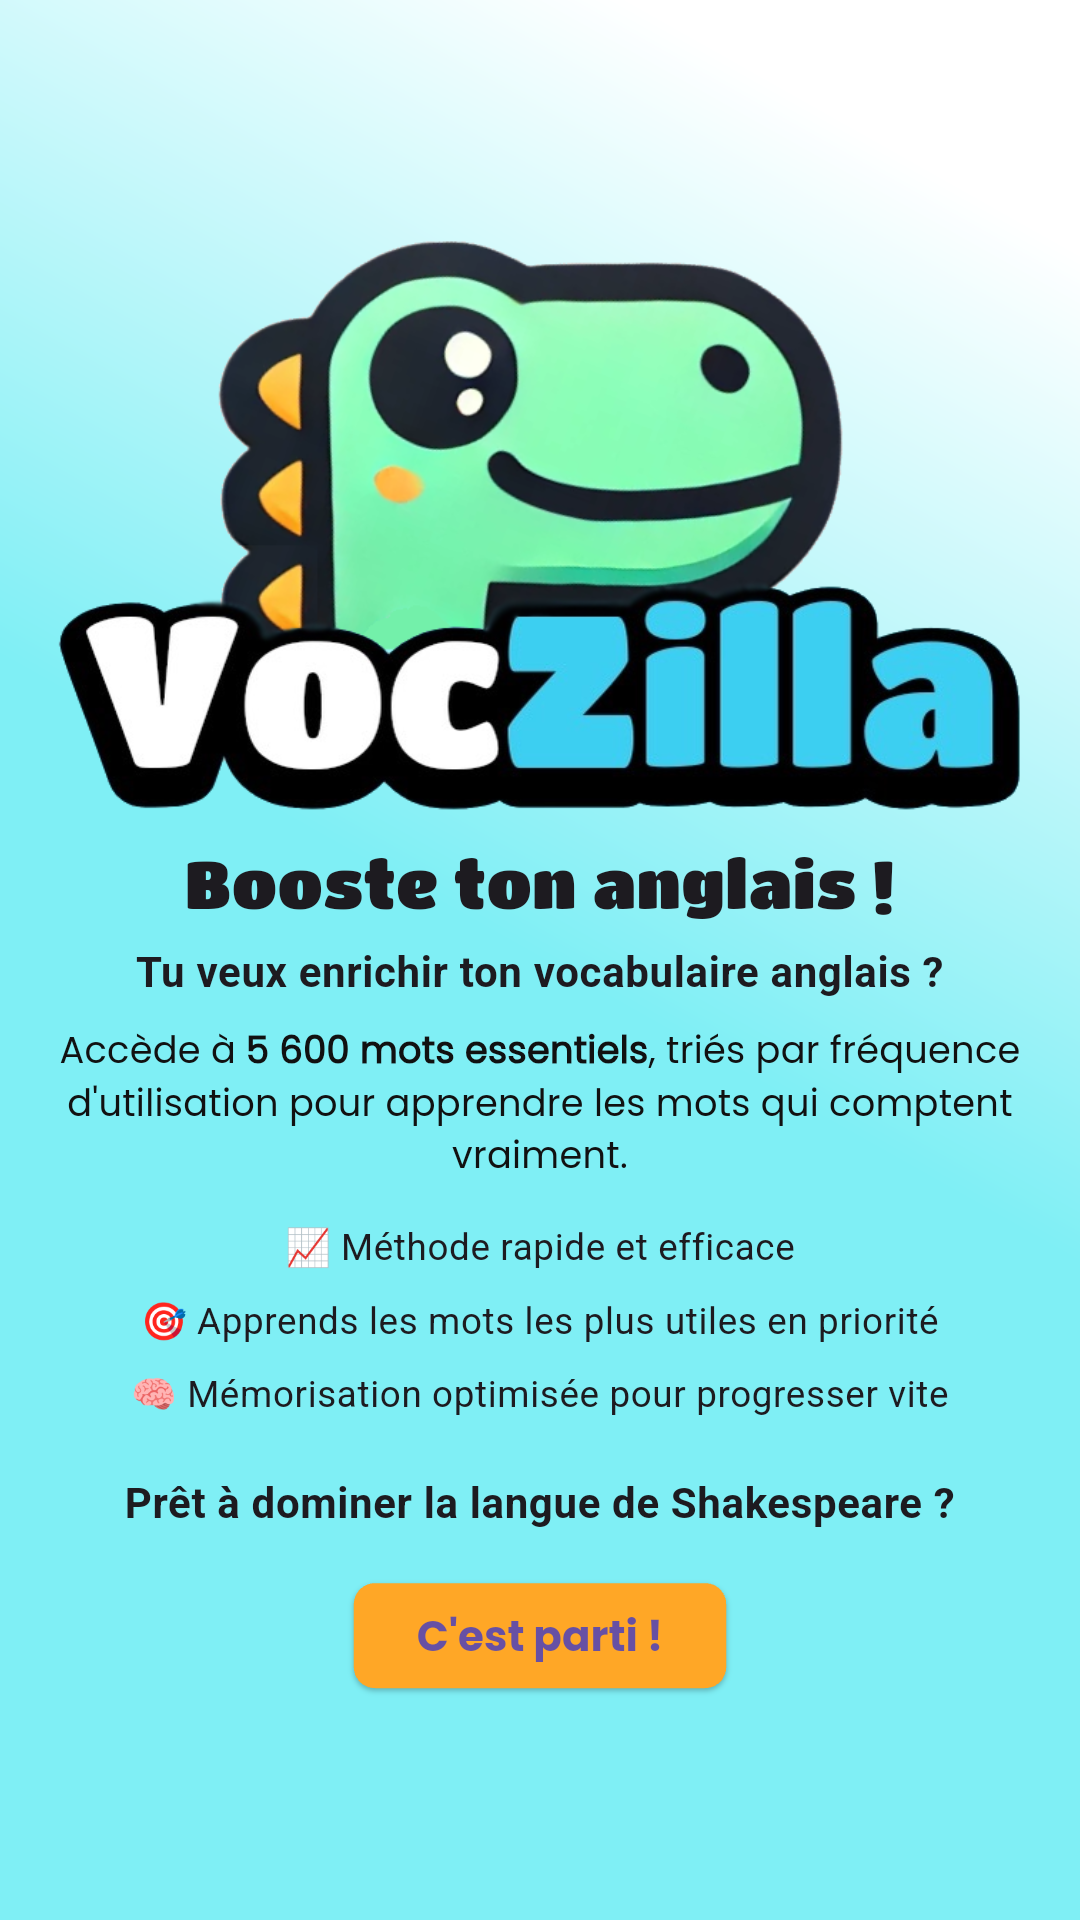 VocZilla
Booste ton anglais !
Tu veux enrichir ton vocabulaire anglais ?
Accède à 5 600 mots essentiels, triés par fréquence
d'utilisation pour apprendre les mots qui comptent
vraiment.
📈 Méthode rapide et efficace
🎯 Apprends les mots les plus utiles en priorité
🧠 Mémorisation optimisée pour progresser vite
Prêt à dominer la langue de Shakespeare ?
C'est parti !